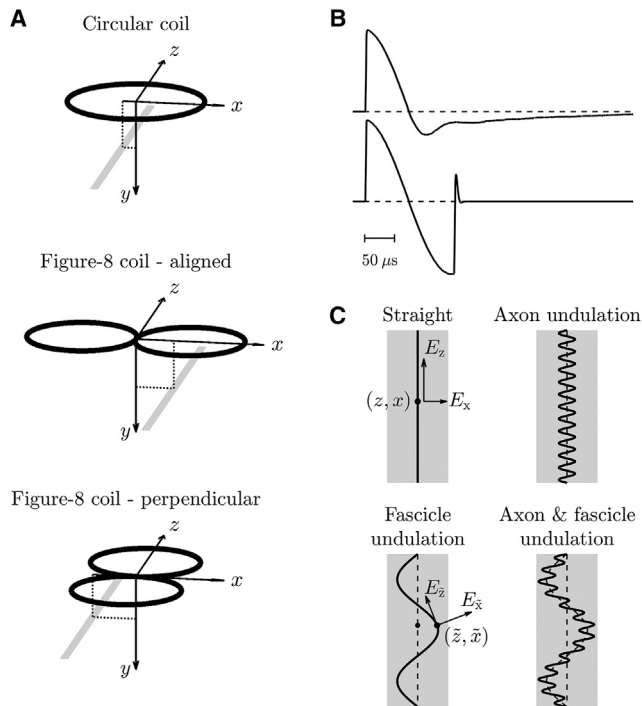 A
Circular coil
z
x
y
Figure-8 coil - aligned
z
x
y
Figure-8 coil - perpendicular
z
x
y
B
50 μs
C
Straight
Axon undulation
E_z
(z, x)
E_x
Fascicle
undulation
Axon & fascicle
undulation
E_z̃
E_x̃
(z̃, x̃)